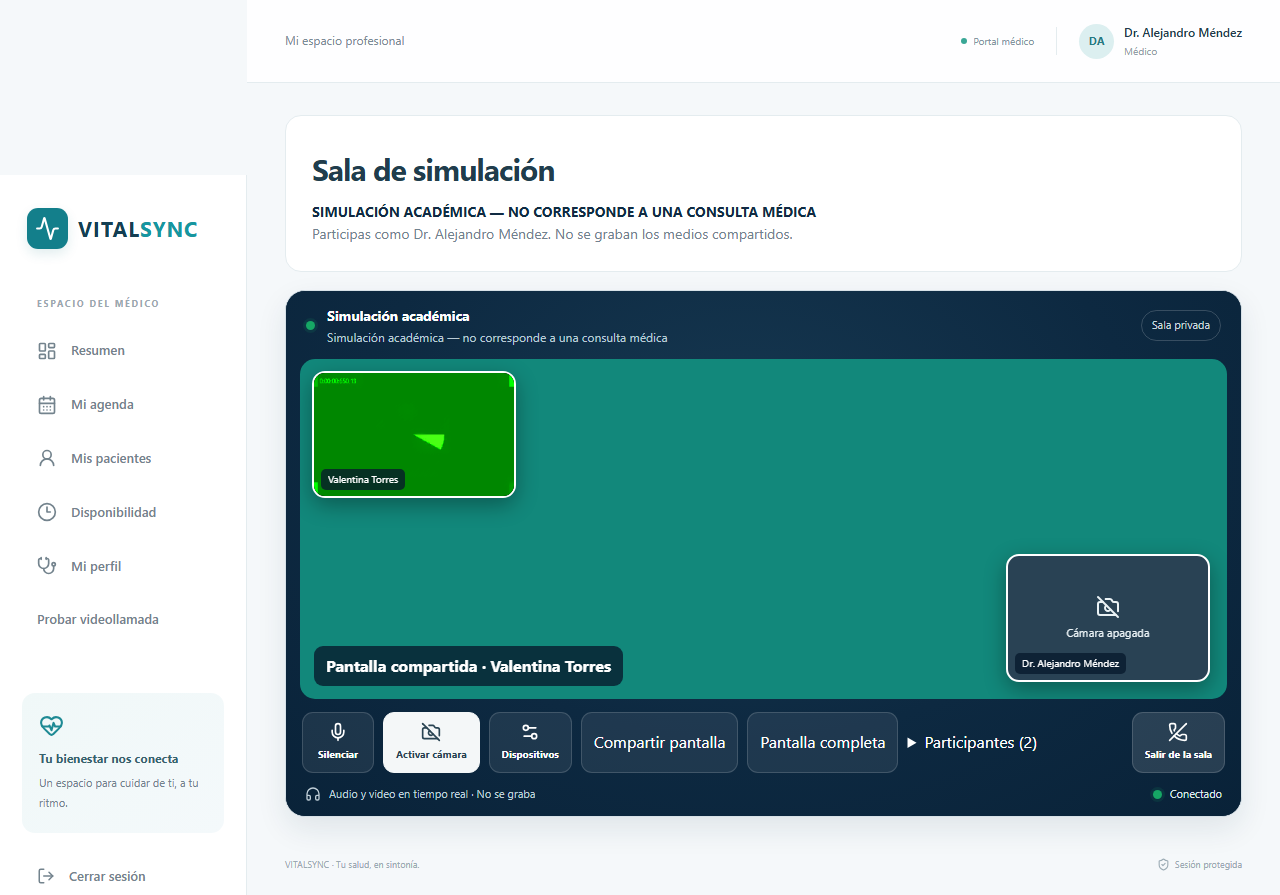 Mi espacio profesional
Portal médico
DA
Dr. Alejandro Méndez
Médico
VITALSYNC
ESPACIO DEL MÉDICO
Resumen
Mi agenda
Mis pacientes
Disponibilidad
Mi perfil
Probar videollamada
Tu bienestar nos conecta
Un espacio para cuidar de ti, a tu
ritmo.
Cerrar sesión
Sala de simulación
SIMULACIÓN ACADÉMICA — NO CORRESPONDE A UNA CONSULTA MÉDICA
Participas como Dr. Alejandro Méndez. No se graban los medios compartidos.
Simulación académica
Simulación académica — no corresponde a una consulta médica
Sala privada
Valentina Torres
Cámara apagada
Dr. Alejandro Méndez
Pantalla compartida · Valentina Torres
Silenciar
Activar cámara
Dispositivos
Compartir pantalla
Pantalla completa
Participantes (2)
Salir de la sala
Audio y video en tiempo real · No se graba
Conectado
VITALSYNC · Tu salud, en sintonía.
Sesión protegida